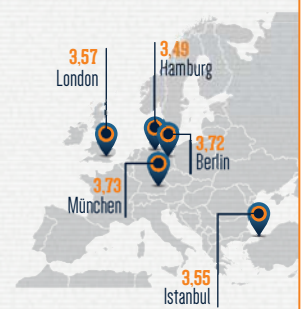 3,49
Hamburg
3,57
London
3,72
Berlin
3,73
München
3,55
Istanbul